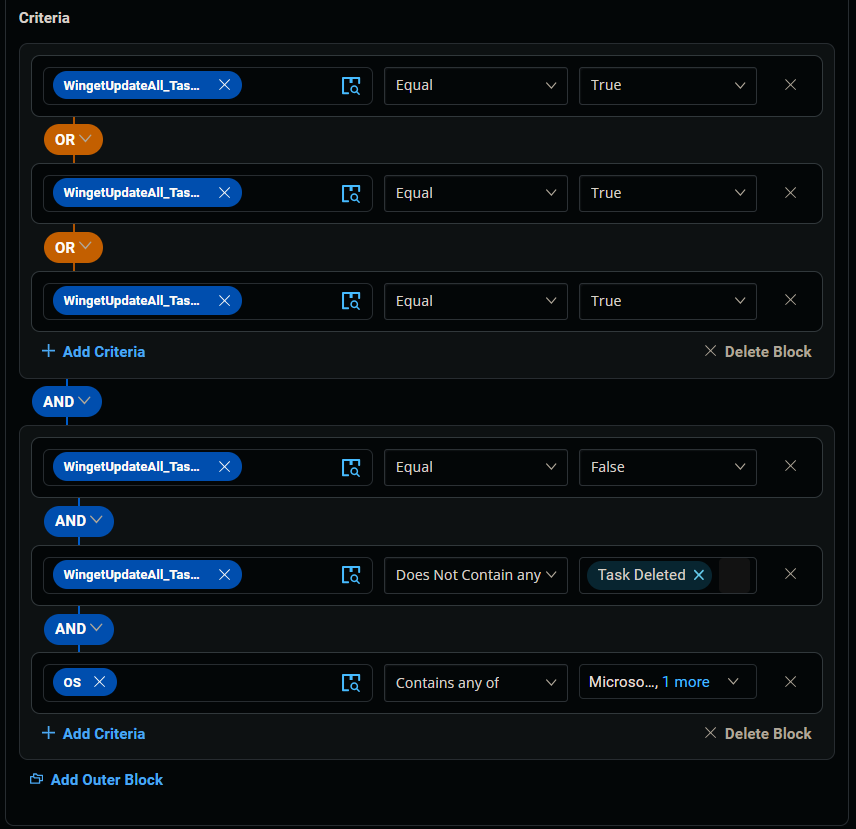 Criteria
WingetUpdateAll_Tas... Equal True
OR
WingetUpdateAll_Tas... Equal True
OR
WingetUpdateAll_Tas... Equal True
Add Criteria Delete Block
AND
WingetUpdateAll_Tas... Equal False
AND
WingetUpdateAll_Tas... Does Not Contain any Task Deleted
AND
OS Contains any of Microso..., 1 more
Add Criteria Delete Block
Add Outer Block